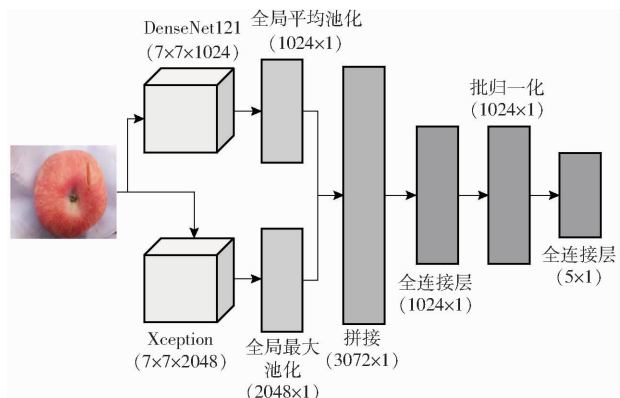 DenseNet121
(7×7×1024)
全局平均池化
(1024×1)
批归一化
(1024×1)
Xception
(7×7×2048)
全局最大
池化
(2048×1)
拼接
(3072×1)
全连接层
(1024×1)
全连接层
(5×1)